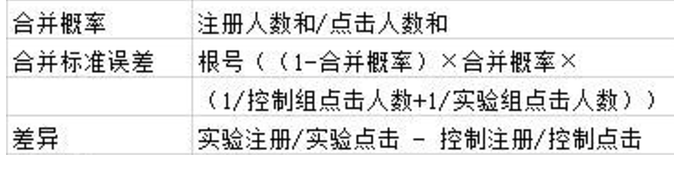 合并概率 注册人数和/点击人数和
合并标准误差 根号（（1-合并概率）×合并概率×
（1/控制组点击人数+1/实验组点击人数））
差异 实验注册/实验点击 - 控制注册/控制点击